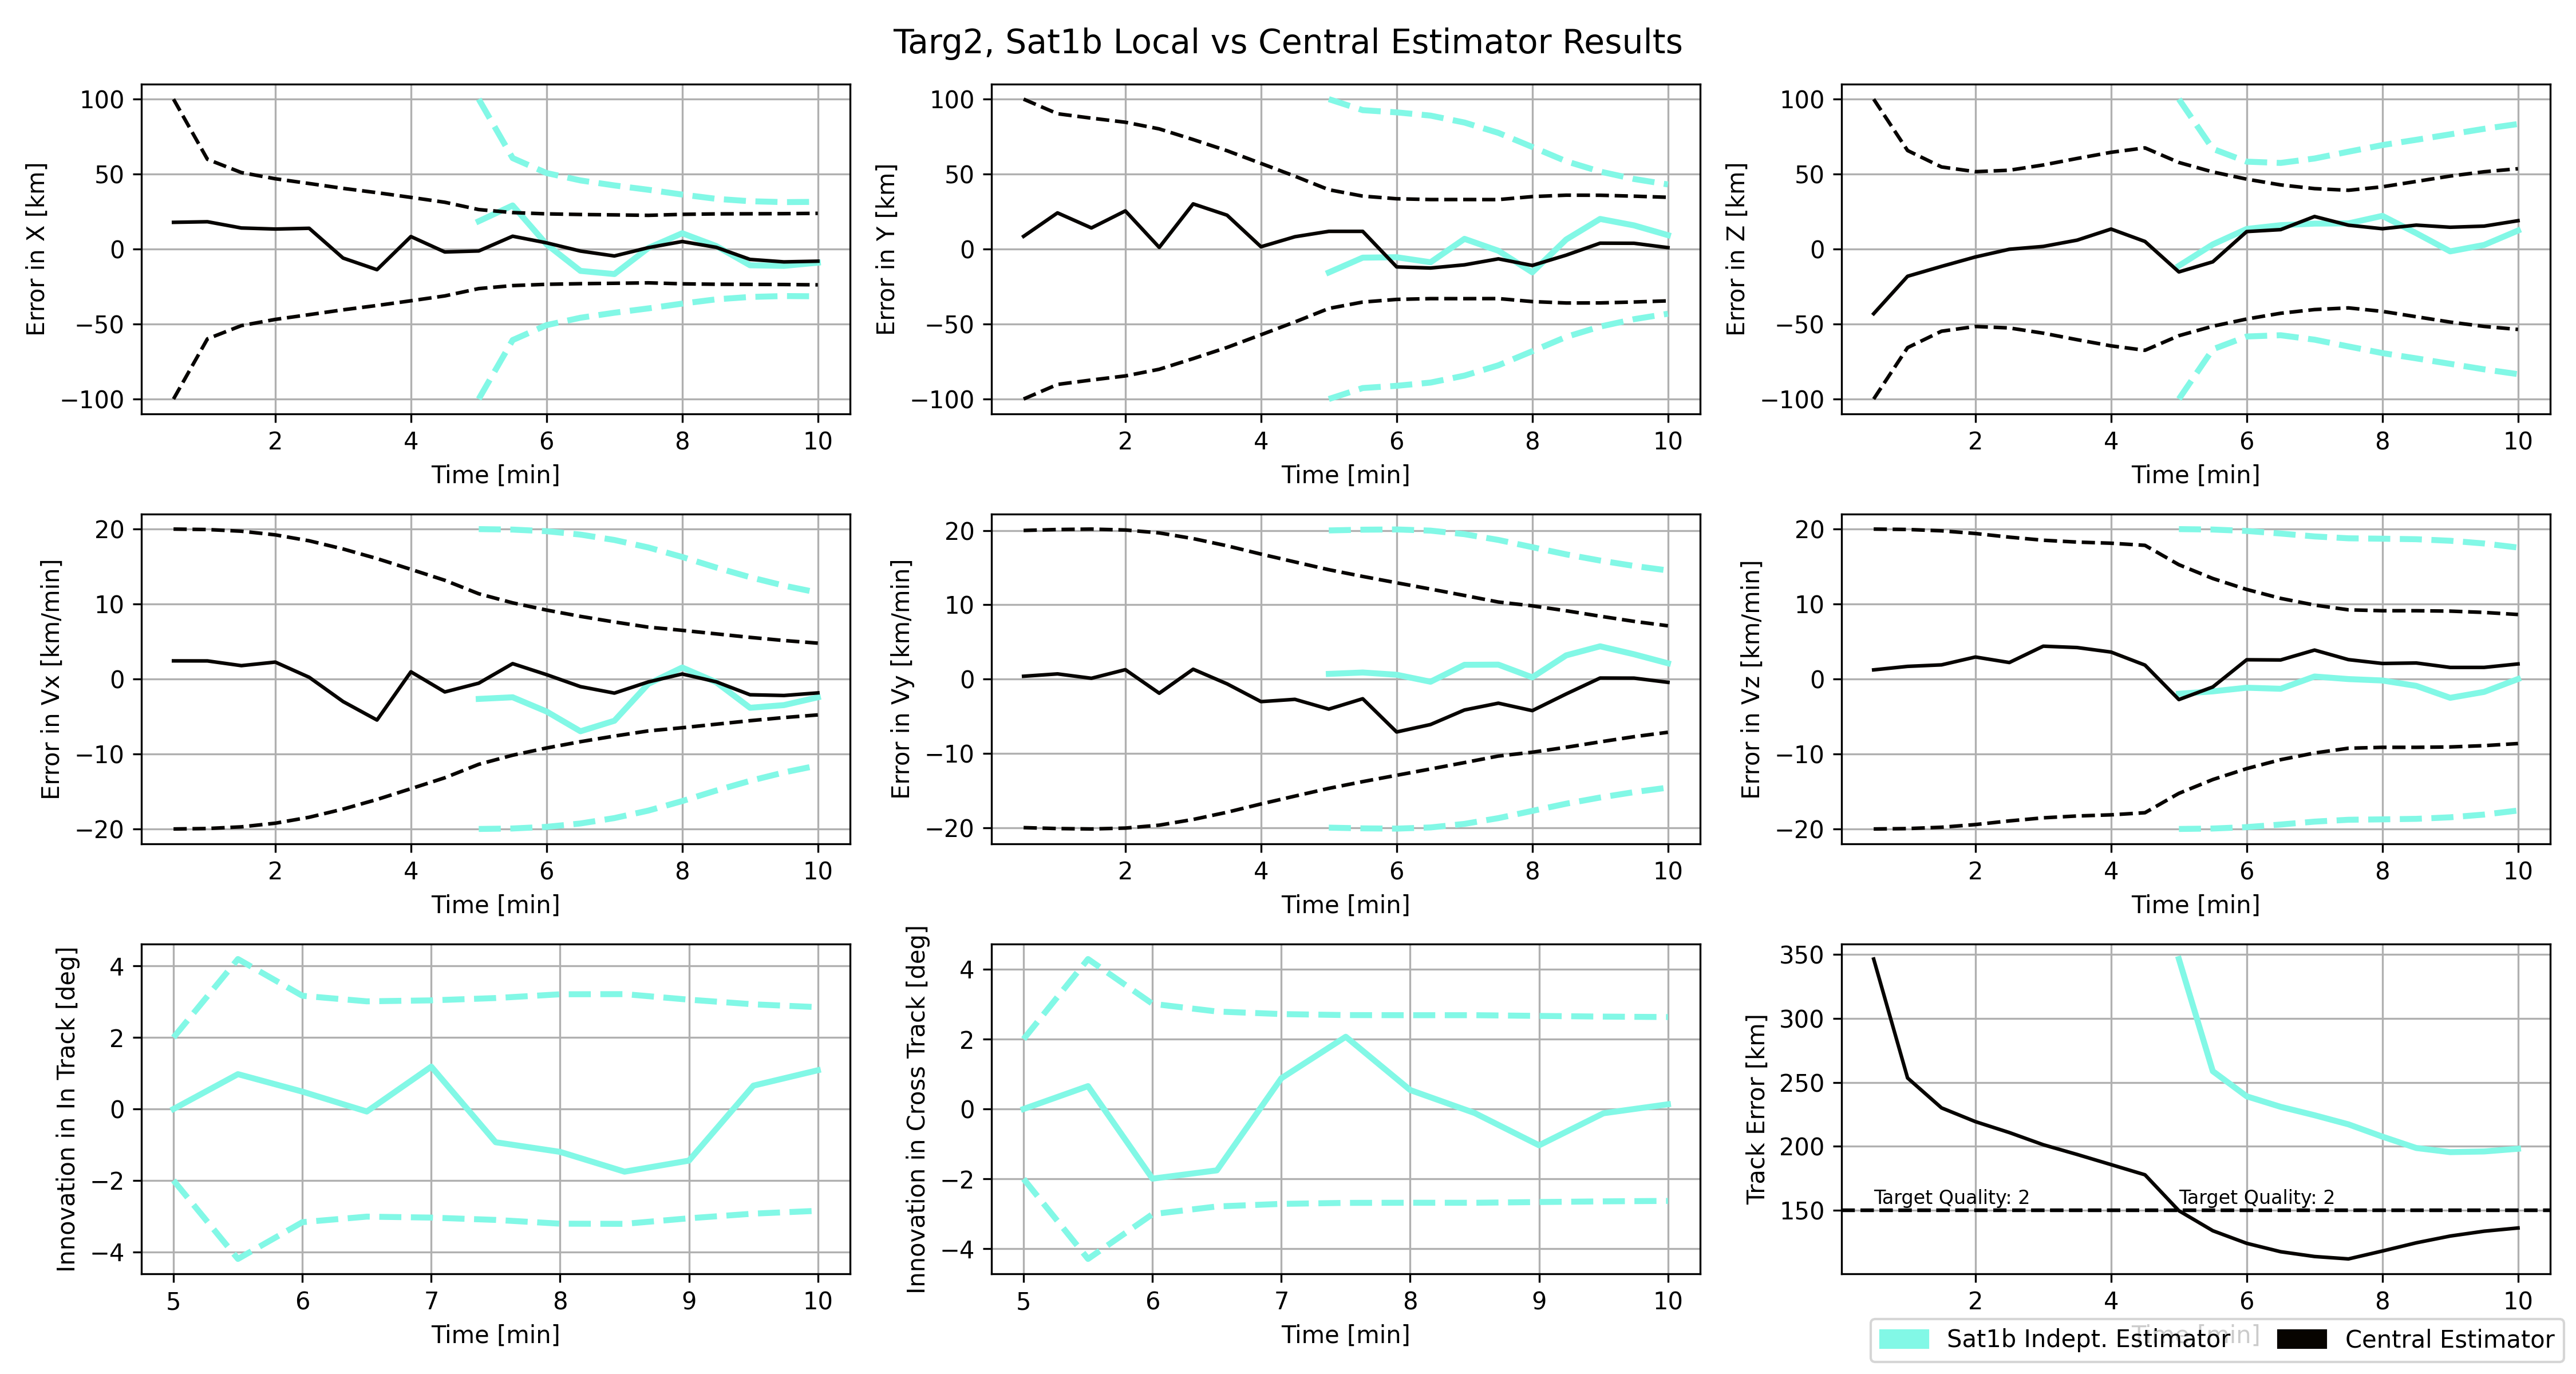 Targ2, Sat1b Local vs Central Estimator Results
Error in X [km]
100
50
0
−50
−100
2 4 6 8 10
Time [min]
Error in Y [km]
100
50
0
−50
−100
2 4 6 8 10
Time [min]
Error in Z [km]
100
50
0
−50
−100
2 4 6 8 10
Time [min]
Error in Vx [km/min]
20
10
0
−10
−20
2 4 6 8 10
Time [min]
Error in Vy [km/min]
20
10
0
−10
−20
2 4 6 8 10
Time [min]
Error in Vz [km/min]
20
10
0
−10
−20
2 4 6 8 10
Time [min]
Innovation in In Track [deg]
4
2
0
−2
−4
5 6 7 8 9 10
Time [min]
Innovation in Cross Track [deg]
4
2
0
−2
−4
5 6 7 8 9 10
Time [min]
Track Error [km]
350
300
250
200
150
Target Quality: 2
Target Quality: 2
2 4 6 8 10
Time [min]
Sat1b Indept. Estimator
Central Estimator